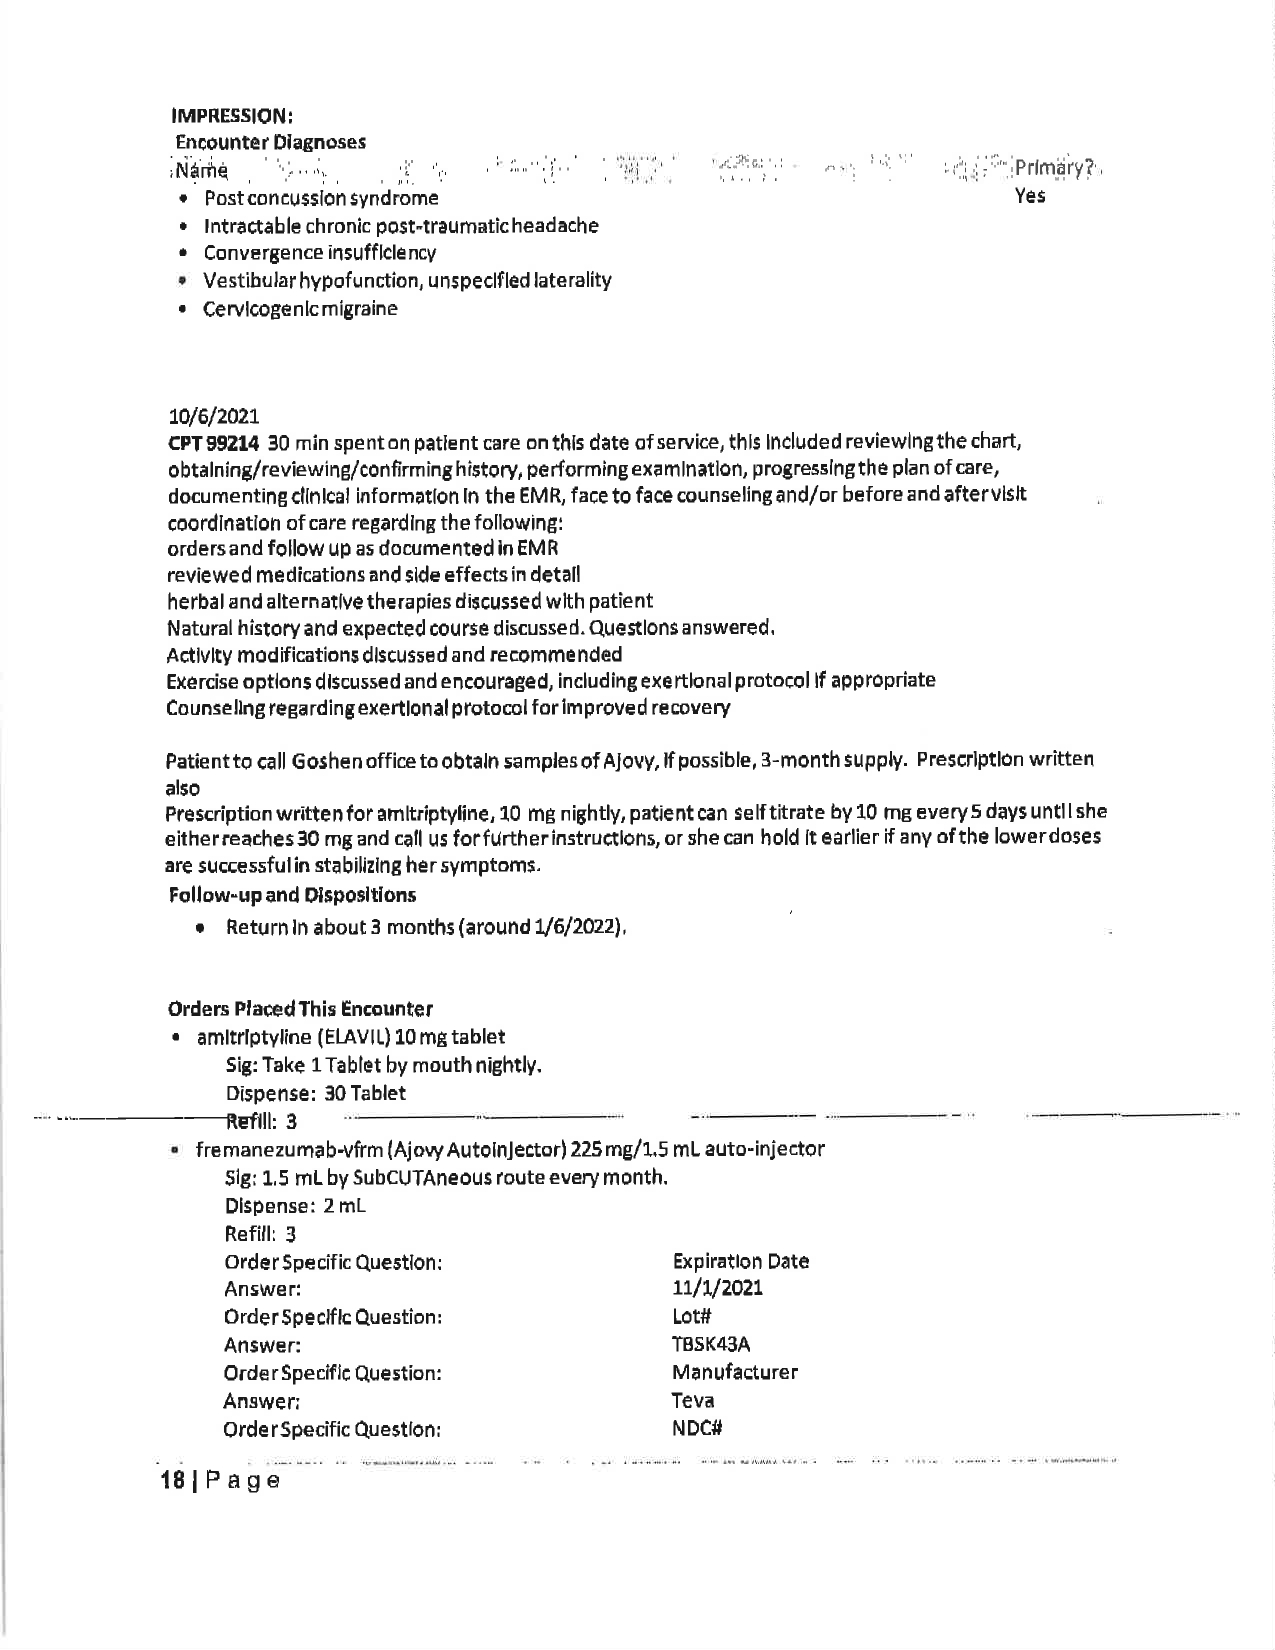 IMPRESSION:
Encounter Diagnoses
Name Primary?
• Postconcussion syndrome Yes
• Intractable chronic post-traumatic headache
• Convergence insufficiency
• Vestibular hypofunction, unspecified laterality
• Cervicogenic migraine
10/6/2021
CPT 99214 30 min spent on patient care on this date of service, this included reviewing the chart,
obtaining/reviewing/confirming history, performing examination, progressing the plan of care,
documenting clinical information in the EMR, face to face counseling and/or before and after visit
coordination of care regarding the following:
orders and follow up as documented in EMR
reviewed medications and side effects in detail
herbal and alternative therapies discussed with patient
Natural history and expected course discussed. Questions answered.
Activity modifications discussed and recommended
Exercise options discussed and encouraged, including exertional protocol if appropriate
Counseling regarding exertional protocol for improved recovery
Patient to call Goshen office to obtain samples of Ajovy, if possible, 3-month supply. Prescription written
also
Prescription written for amitriptyline, 10 mg nightly, patient can self titrate by 10 mg every 5 days until she
either reaches 30 mg and call us for further instructions, or she can hold it earlier if any of the lower doses
are successful in stabilizing her symptoms.
Follow-up and Dispositions
• Return in about 3 months (around 1/6/2022).
Orders Placed This Encounter
• amitriptyline (ELAVIL) 10 mg tablet
Sig: Take 1 Tablet by mouth nightly.
Dispense: 30 Tablet
Refill: 3
• fremanezumab-vfrm (Ajovy Autoinjector) 225 mg/1.5 mL auto-injector
Sig: 1.5 mL by SubCUTAneous route every month.
Dispense: 2 mL
Refill: 3
Order Specific Question: Expiration Date
Answer: 11/1/2021
Order Specific Question: Lot#
Answer: TBSK43A
Order Specific Question: Manufacturer
Answer: Teva
Order Specific Question: NDC#
18 | P a g e